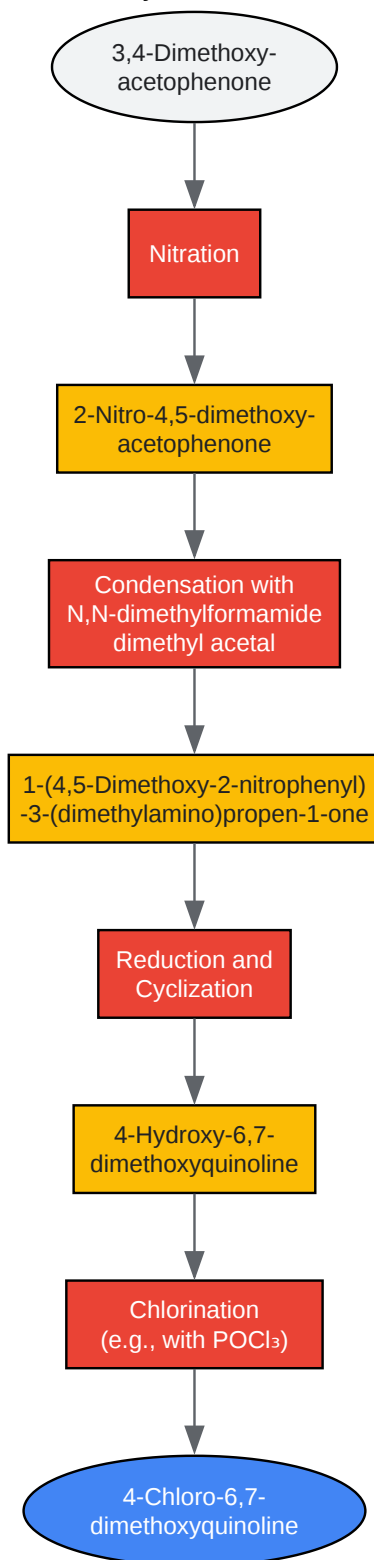 3,4-Dimethoxy-
acetophenone
Nitration
2-Nitro-4,5-dimethoxy-
acetophenone
Condensation with
N,N-dimethylformamide
dimethyl acetal
1-(4,5-Dimethoxy-2-nitrophenyl)
-3-(dimethylamino)propen-1-one
Reduction and
Cyclization
4-Hydroxy-6,7-
dimethoxyquinoline
Chlorination
(e.g., with POCl₃)
4-Chloro-6,7-
dimethoxyquinoline